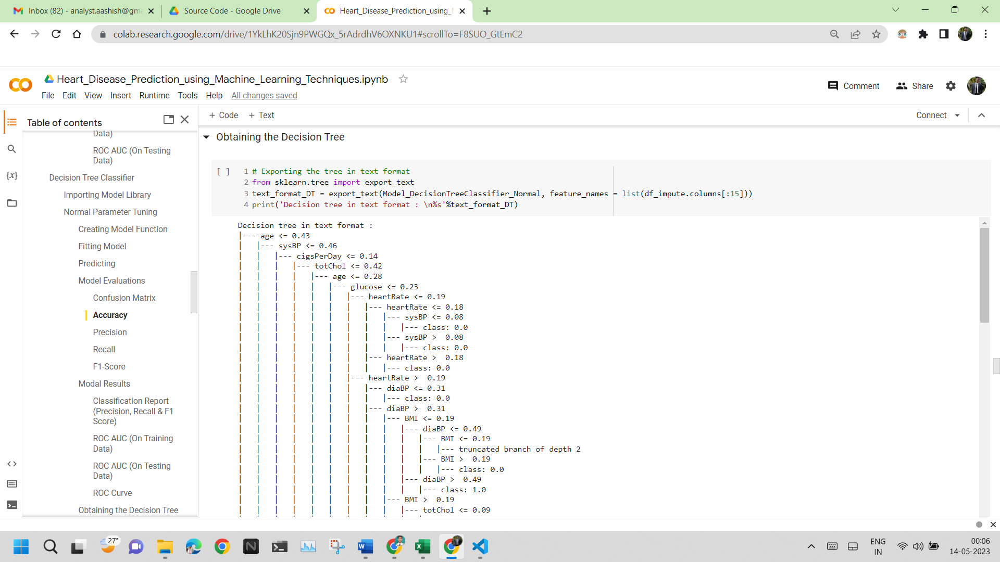 Inbox (82) - analyst.aashish@gm
Source Code - Google Drive
Heart_Disease_Prediction_using_
colab.research.google.com/drive/1YkLhK20Sjn9PWGQx_5rAdrdhV6OXNKU1#scrollTo=F8SUO_GtEmC2
Heart_Disease_Prediction_using_Machine_Learning_Techniques.ipynb
File Edit View Insert Runtime Tools Help All changes saved
Comment Share
Table of contents
+ Code + Text
Connect
Data)
ROC AUC (On Testing
Data)
Decision Tree Classifier
Importing Model Library
Normal Parameter Tuning
Creating Model Function
Fitting Model
Predicting
Model Evaluations
Confusion Matrix
Accuracy
Precision
Recall
F1-Score
Modal Results
Classification Report
(Precision, Recall & F1
Score)
ROC AUC (On Training
Data)
ROC AUC (On Testing
Data)
ROC Curve
Obtaining the Decision Tree
Obtaining the Decision Tree
[ ] 1 # Exporting the tree in text format
2 from sklearn.tree import export_text
3 text_format_DT = export_text(Model_DecisionTreeClassifier_Normal, feature_names = list(df_impute.columns[:15]))
4 print('Decision tree in text format : \n%s'%text_format_DT)
Decision tree in text format :
|--- age <= 0.43
|   |--- sysBP <= 0.46
|   |   |--- cigsPerDay <= 0.14
|   |   |   |--- totChol <= 0.42
|   |   |   |   |--- age <= 0.28
|   |   |   |   |   |--- glucose <= 0.23
|   |   |   |   |   |   |--- heartRate <= 0.19
|   |   |   |   |   |   |   |--- heartRate <= 0.18
|   |   |   |   |   |   |   |   |--- sysBP <= 0.08
|   |   |   |   |   |   |   |   |   |--- class: 0.0
|   |   |   |   |   |   |   |   |--- sysBP >  0.08
|   |   |   |   |   |   |   |   |   |--- class: 0.0
|   |   |   |   |   |   |   |--- heartRate >  0.18
|   |   |   |   |   |   |   |   |--- class: 0.0
|   |   |   |   |   |   |--- heartRate >  0.19
|   |   |   |   |   |   |   |--- diaBP <= 0.31
|   |   |   |   |   |   |   |   |--- class: 0.0
|   |   |   |   |   |   |   |--- diaBP >  0.31
|   |   |   |   |   |   |   |   |--- BMI <= 0.19
|   |   |   |   |   |   |   |   |   |--- diaBP <= 0.49
|   |   |   |   |   |   |   |   |   |   |--- BMI <= 0.19
|   |   |   |   |   |   |   |   |   |   |   |--- truncated branch of depth 2
|   |   |   |   |   |   |   |   |   |   |--- BMI >  0.19
|   |   |   |   |   |   |   |   |   |   |   |--- class: 0.0
|   |   |   |   |   |   |   |   |   |--- diaBP >  0.49
|   |   |   |   |   |   |   |   |   |   |--- class: 1.0
|   |   |   |   |   |   |   |   |--- BMI >  0.19
|   |   |   |   |   |   |   |   |   |--- totChol <= 0.09
27°
ENG
IN
00:06
14-05-2023